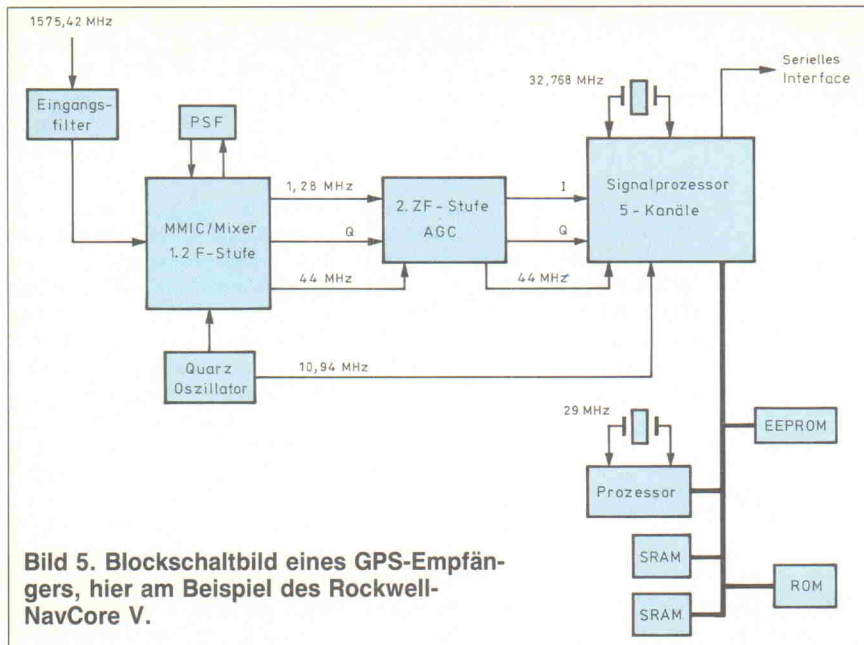 1575,42 MHz
Eingangs-
filter
PSF
MMIC/Mixer
1.2 F-Stufe
1,28 MHz
Q
44 MHz
2. ZF-Stufe
AGC
I
Q
44 MHz
32,768 MHz
Signalprozessor
5-Kanäle
Serielles
Interface
Quarz
Oszillator
10,94 MHz
29 MHz
Prozessor
EEPROM
SRAM
SRAM
ROM
Bild 5. Blockschaltbild eines GPS-Empfän-
gers, hier am Beispiel des Rockwell-
NavCore V.